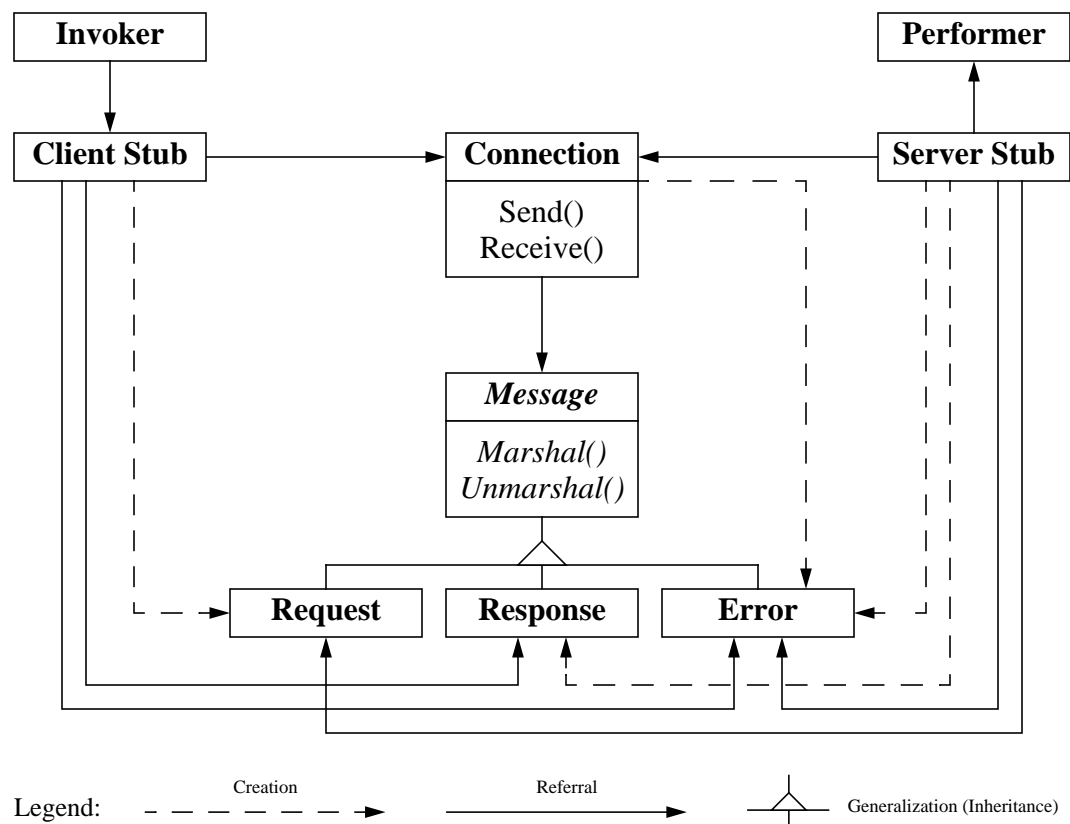 Invoker
Performer
Client Stub
Connection
Server Stub
Send()
Receive()
Message
Marshal()
Unmarshal()
Request
Response
Error
Legend:
Creation
Referral
Generalization (Inheritance)